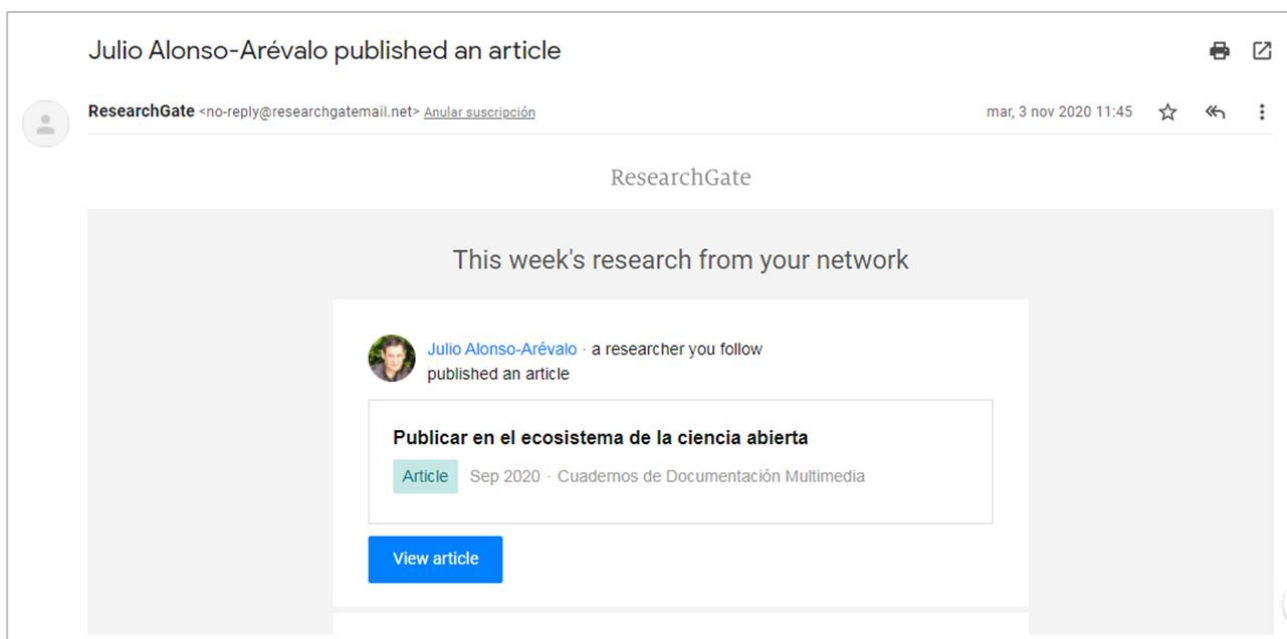 Julio Alonso-Arévalo published an article
ResearchGate <no-reply@researchgatemail.net> Anular suscripción
mar, 3 nov 2020 11:45
ResearchGate
This week's research from your network
Julio Alonso-Arévalo · a researcher you follow
published an article
Publicar en el ecosistema de la ciencia abierta
Article Sep 2020 · Cuadernos de Documentación Multimedia
View article